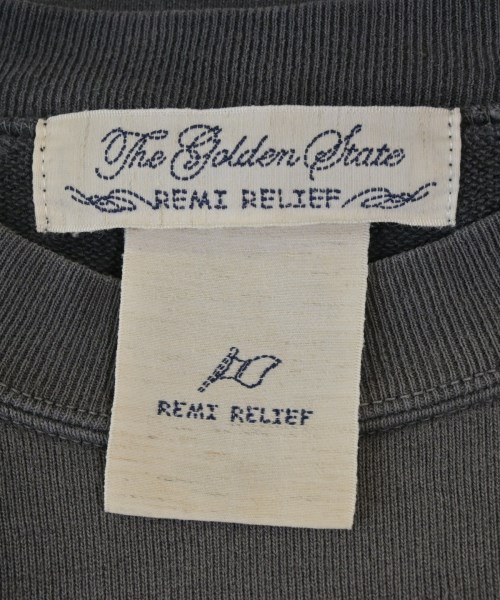 The Golden State
REMI RELIEF
REMI RELIEF